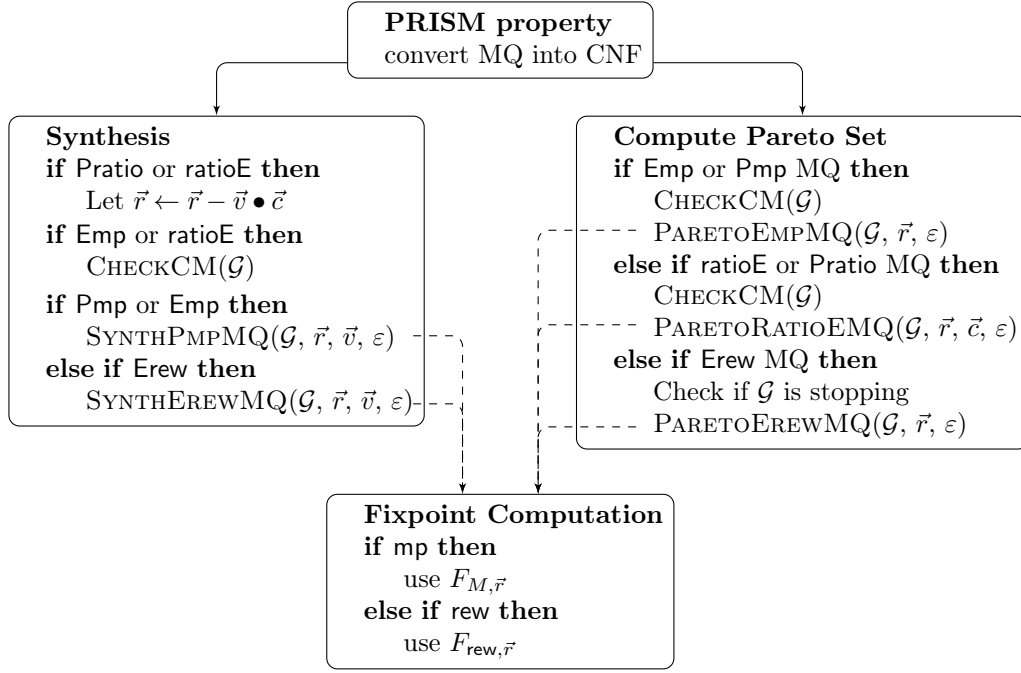 PRISM property
convert MQ into CNF
Synthesis
if Pratio or ratioE then
Let r⃗ ← r⃗ − v⃗ • c⃗
if Emp or ratioE then
CHECKCM(𝒢)
if Pmp or Emp then
SYNTHPMPMQ(𝒢, r⃗, v⃗, ε)
else if Erew then
SYNTHEREWMQ(𝒢, r⃗, v⃗, ε)
Compute Pareto Set
if Emp or Pmp MQ then
CHECKCM(𝒢)
PARETOEMPMQ(𝒢, r⃗, ε)
else if ratioE or Pratio MQ then
CHECKCM(𝒢)
PARETORATIOEMQ(𝒢, r⃗, c⃗, ε)
else if Erew MQ then
Check if 𝒢 is stopping
PARETOEREWMQ(𝒢, r⃗, ε)
Fixpoint Computation
if mp then
use F_{M,r⃗}
else if rew then
use F_{rew,r⃗}